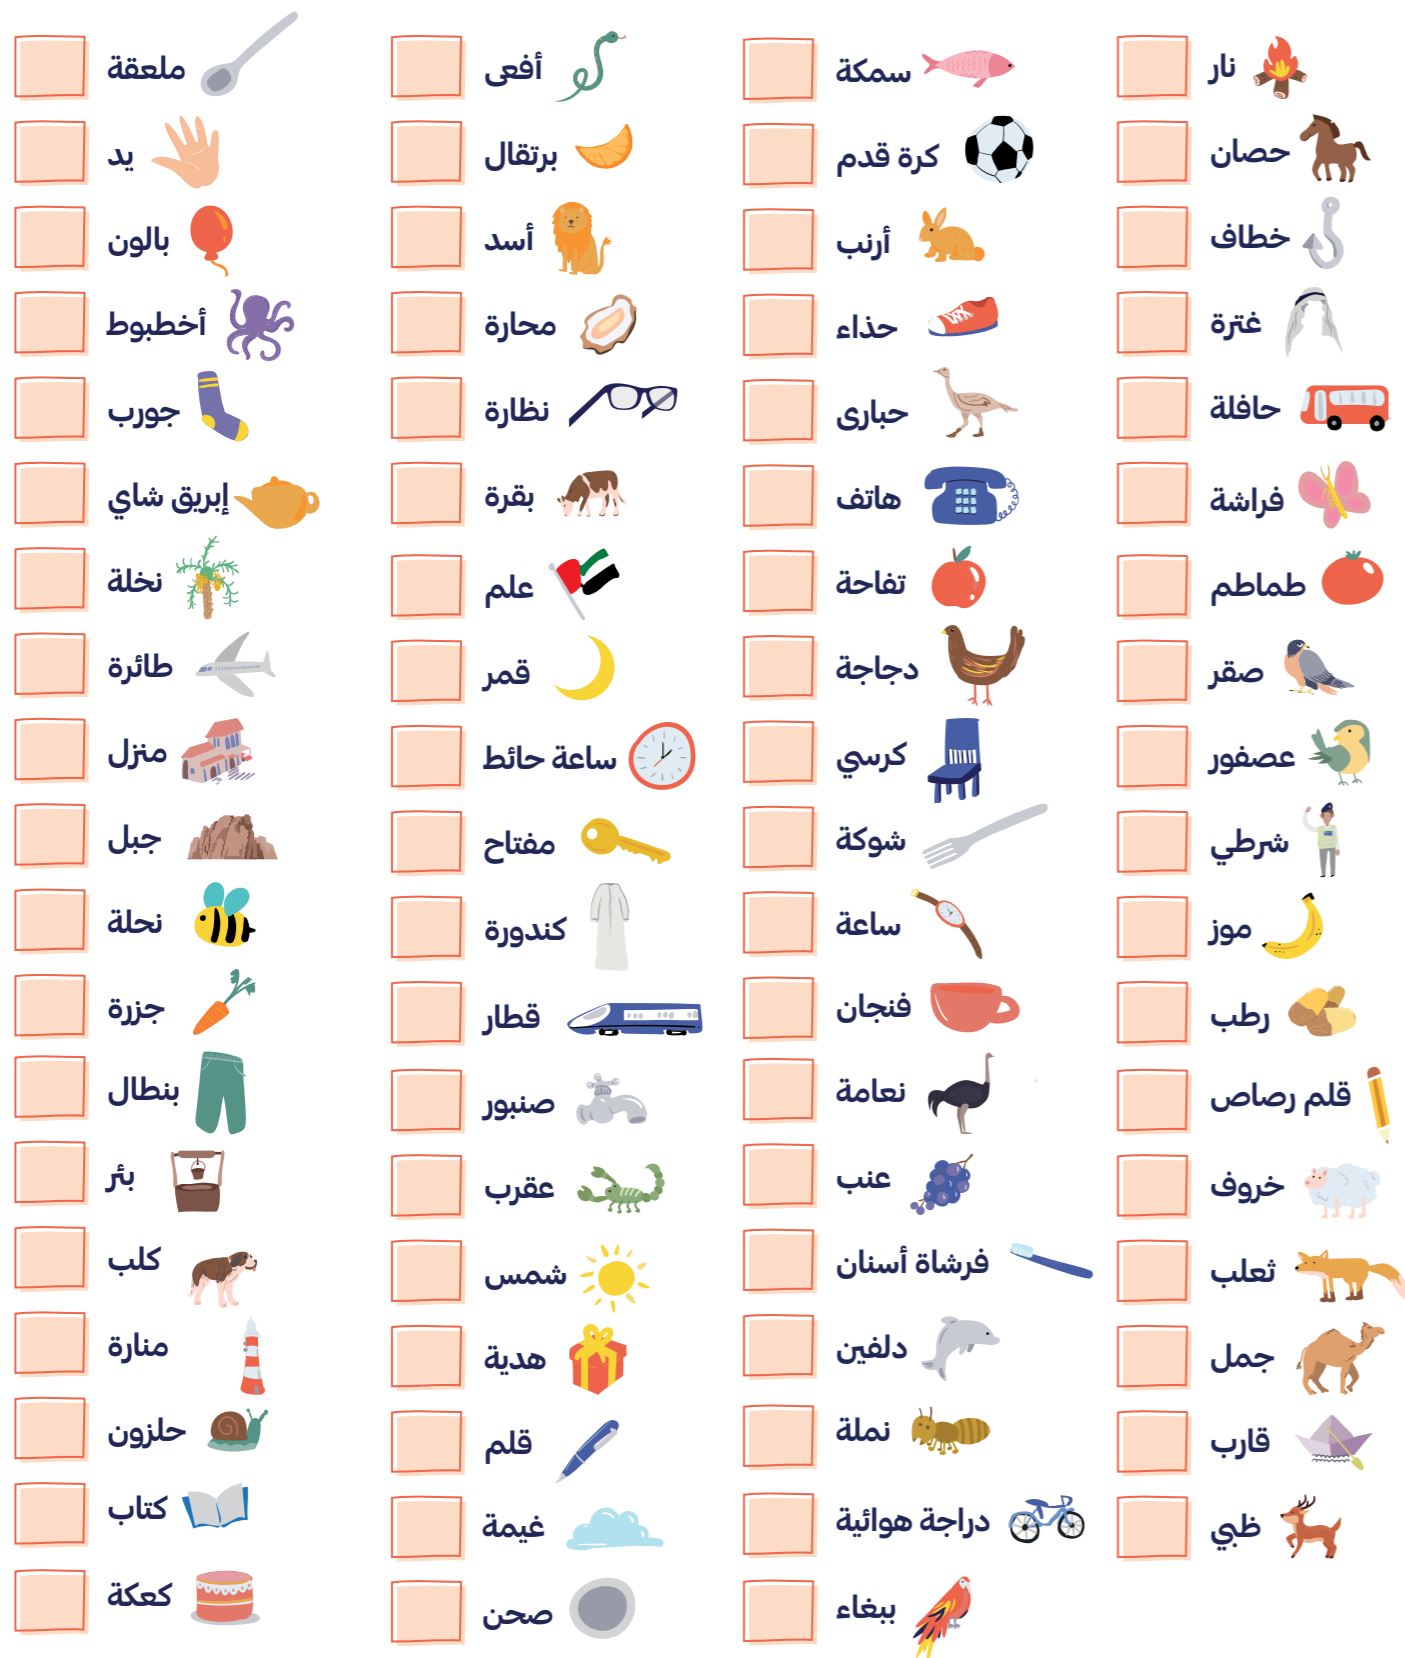 نار
حصان
خطاف
غترة
حافلة
فراشة
طماطم
صقر
عصفور
شرطي
موز
رطب
قلم رصاص
خروف
ثعلب
جمل
قارب
ظبي
سمكة
كرة قدم
أرنب
حذاء
حبارى
هاتف
تفاحة
دجاجة
كرسي
شوكة
ساعة
فنجان
نعامة
عنب
فرشاة أسنان
دلفين
نملة
دراجة هوائية
ببغاء
أفعى
برتقال
أسد
محارة
نظارة
بقرة
علم
قمر
ساعة حائط
مفتاح
كندورة
قطار
صنبور
عقرب
شمس
هدية
قلم
غيمة
صحن
ملعقة
يد
بالون
أخطبوط
جورب
إبريق شاي
نخلة
طائرة
منزل
جبل
نحلة
جزرة
بنطال
بئر
كلب
منارة
حلزون
كتاب
كعكة